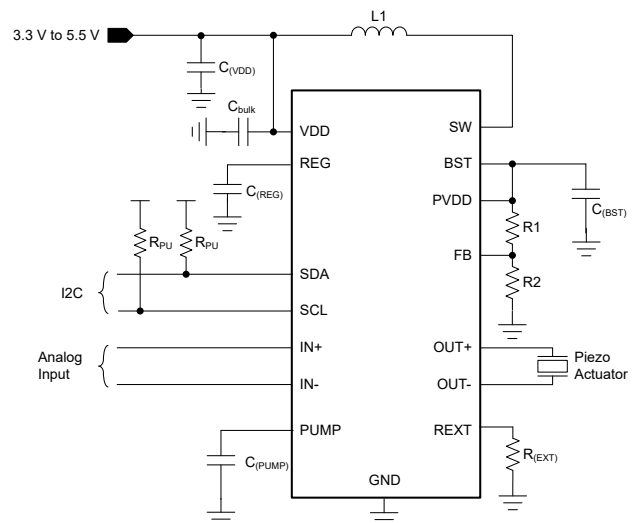 3.3 V to 5.5 V
L1
C(VDD)
Cbulk
VDD
SW
REG
BST
C(REG)
PVDD
C(BST)
R1
RPU
RPU
FB
SDA
R2
I2C
SCL
IN+
OUT+
Analog
Input
Piezo
Actuator
IN-
OUT-
PUMP
REXT
C(PUMP)
R(EXT)
GND